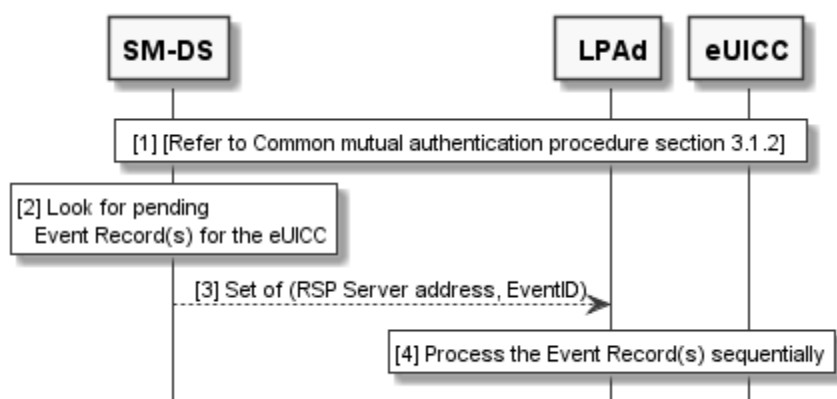 SM-DS
LPAd
eUICC
[1] [Refer to Common mutual authentication procedure section 3.1.2]
[2] Look for pending
Event Record(s) for the eUICC
[3] Set of (RSP Server address, EventID)
[4] Process the Event Record(s) sequentially